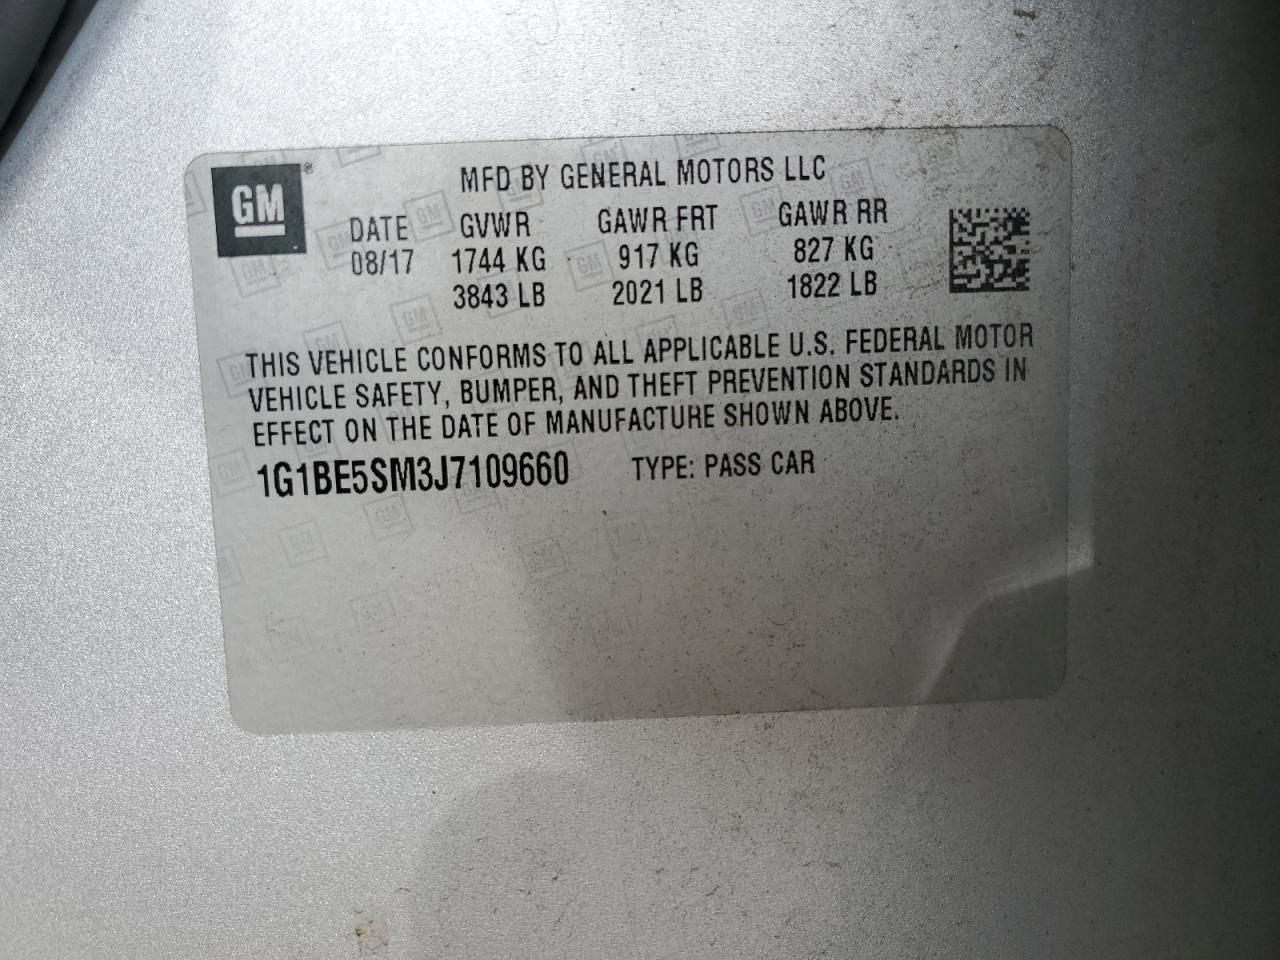 GM
MFD BY GENERAL MOTORS LLC
DATE GVWR GAWR FRT GAWR RR
08/17 1744 KG 917 KG 827 KG
3843 LB 2021 LB 1822 LB
THIS VEHICLE CONFORMS TO ALL APPLICABLE U.S. FEDERAL MOTOR
VEHICLE SAFETY, BUMPER, AND THEFT PREVENTION STANDARDS IN
EFFECT ON THE DATE OF MANUFACTURE SHOWN ABOVE.
1G1BE5SM3J7109660 TYPE: PASS CAR